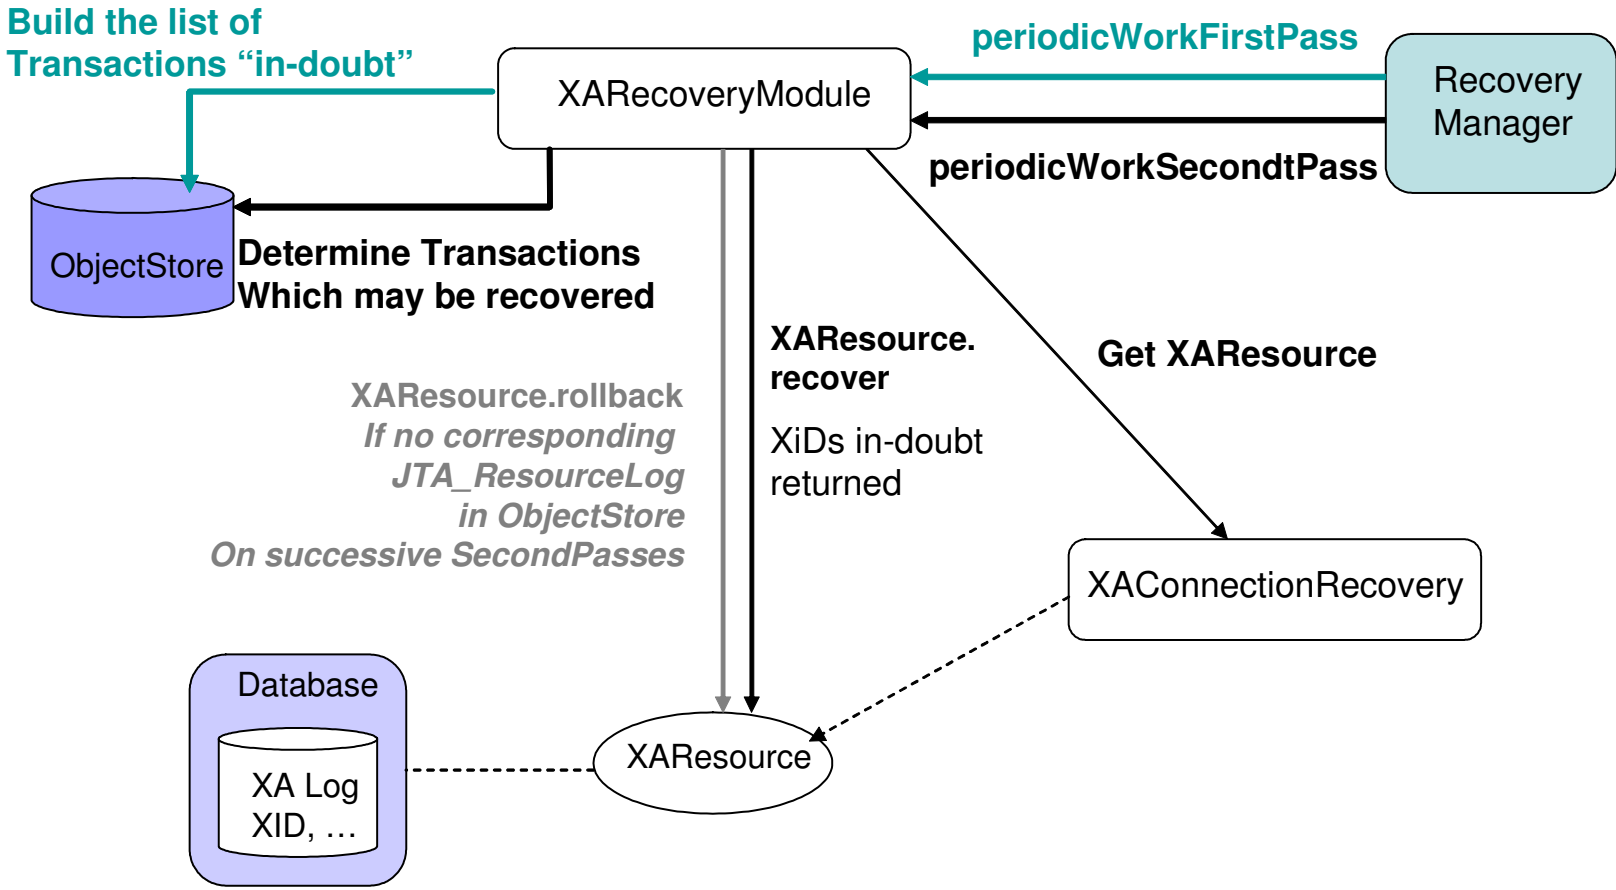 Build the list of
Transactions “in-doubt”
periodicWorkFirstPass
XARecoveryModule
Recovery
Manager
periodicWorkSecondtPass
ObjectStore
Determine Transactions
Which may be recovered
XAResource.
recover
Get XAResource
XAResource.rollback
If no corresponding
JTA_ResourceLog
in ObjectStore
On successive SecondPasses
XiDs in-doubt
returned
XAConnectionRecovery
Database
XA Log
XID, …
XAResource